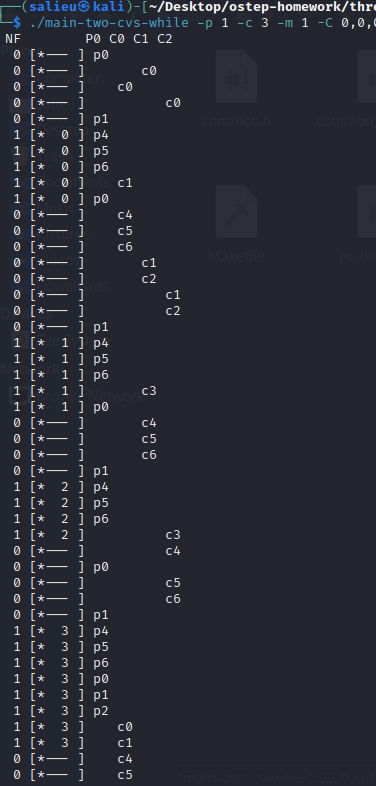 (salieu㉿kali)-[~/Desktop/ostep-homework/thre
$ ./main-two-cvs-while -p 1 -c 3 -m 1 -C 0,0,0
NF        P0 C0 C1 C2
0 [*--- ] p0
0 [*--- ]       c0
0 [*--- ]    c0
0 [*--- ]          c0
0 [*--- ] p1
1 [*  0 ] p4
1 [*  0 ] p5
1 [*  0 ] p6
1 [*  0 ]    c1
1 [*  0 ] p0
0 [*--- ]    c4
0 [*--- ]    c5
0 [*--- ]    c6
0 [*--- ]       c1
0 [*--- ]       c2
0 [*--- ]          c1
0 [*--- ]          c2
0 [*--- ] p1
1 [*  1 ] p4
1 [*  1 ] p5
1 [*  1 ] p6
1 [*  1 ]       c3
1 [*  1 ] p0
0 [*--- ]       c4
0 [*--- ]       c5
0 [*--- ]       c6
0 [*--- ] p1
1 [*  2 ] p4
1 [*  2 ] p5
1 [*  2 ] p6
1 [*  2 ]          c3
0 [*--- ]          c4
0 [*--- ] p0
0 [*--- ]          c5
0 [*--- ]          c6
0 [*--- ] p1
1 [*  3 ] p4
1 [*  3 ] p5
1 [*  3 ] p6
1 [*  3 ] p0
1 [*  3 ] p1
1 [*  3 ] p2
1 [*  3 ]    c0
1 [*  3 ]    c1
0 [*--- ]    c4
0 [*--- ]    c5
common.h
common
Makefile
pc-he